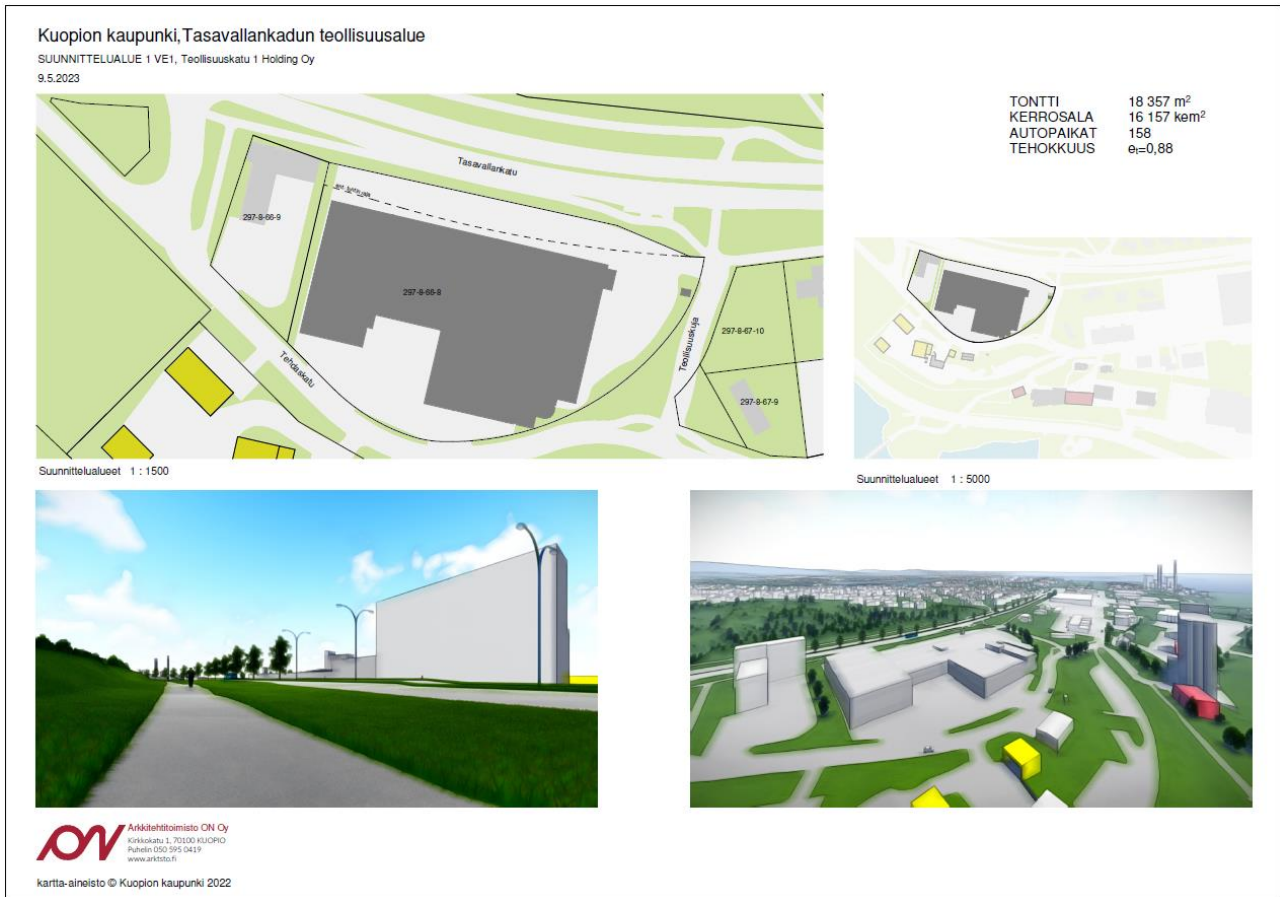 Kuopion kaupunki,Tasavallankadun teollisuusalue
SUUNNITTELUALUE 1 VE1, Teollisuuskatu 1 Holding Oy
9.5.2023
TONTTI 18 357 m²
KERROSALA 16 157 kem²
AUTOPAIKAT 158
TEHOKKUUS eₜ=0,88
Tasavallankatu
297-8-66-9
297-8-66-8
Teollisuuskuja
297-8-67-10
Tehdaskatu
297-8-67-9
Suunnittelualueet 1 : 1500
Suunnittelualueet 1 : 5000
ON
Arkkitehtitoimisto ON Oy
Kirkkokatu 1, 70100 KUOPIO
Puhelin 050 595 0419
www.arktsto.fi
kartta-aineisto © Kuopion kaupunki 2022